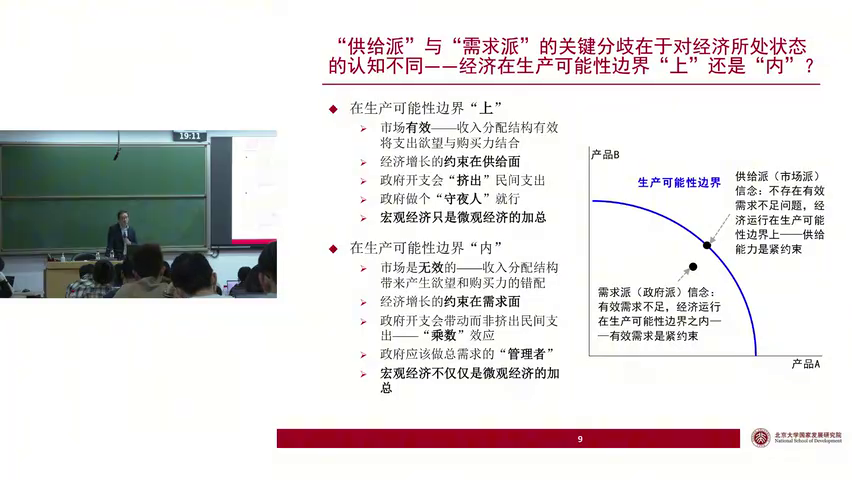 “供给派”与“需求派”的关键分歧在于对经济所处状态
的认知不同——经济在生产可能性边界“上”还是“内”?
19:11
在生产可能性边界“上”
市场有效——收入分配结构有效
将支出欲望与购买力结合
经济增长的约束在供给面
政府开支会“挤出”民间支出
政府做个“守夜人”就行
宏观经济只是微观经济的加总
在生产可能性边界“内”
市场是无效的——收入分配结构
带来产生欲望和购买力的错配
经济增长的约束在需求面
政府开支会带动而非挤出民间支
出——“乘数”效应
政府应该做总需求的“管理者”
宏观经济不仅仅是微观经济的加
总
产品B
生产可能性边界
供给派(市场派)
信念:不存在有效
需求不足问题,经
济运行在生产可能
性边界上——供给
能力是紧约束
需求派(政府派)信念:
有效需求不足,经济运行
在生产可能性边界之内—
—有效需求是紧约束
产品A
9
北京大学国家发展研究院
National School of Development